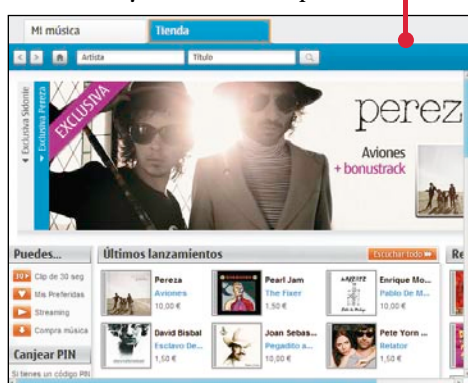 Mi música
Tienda
Artista
Título
Exclusiva Sidonie
Exclusiva Pereza
EXCLUSIVA
perez
Aviones
+ bonustrack
Puedes...
30s Clip de 30 seg
Mis Preferidas
Streaming
Compra música
Canjear PIN
Si tienes un código PIN
Últimos lanzamientos
Escuchar todo
Re
Pereza
Aviones
10,00 €
Pearl Jam
The Fixer
1,50 €
Enrique Mo...
Pablo De M...
10,00 €
David Bisbal
Esclavo De...
1,50 €
Joan Sebas...
Pegadito a...
10,00 €
Pete Yorn ...
Relator
1,50 €